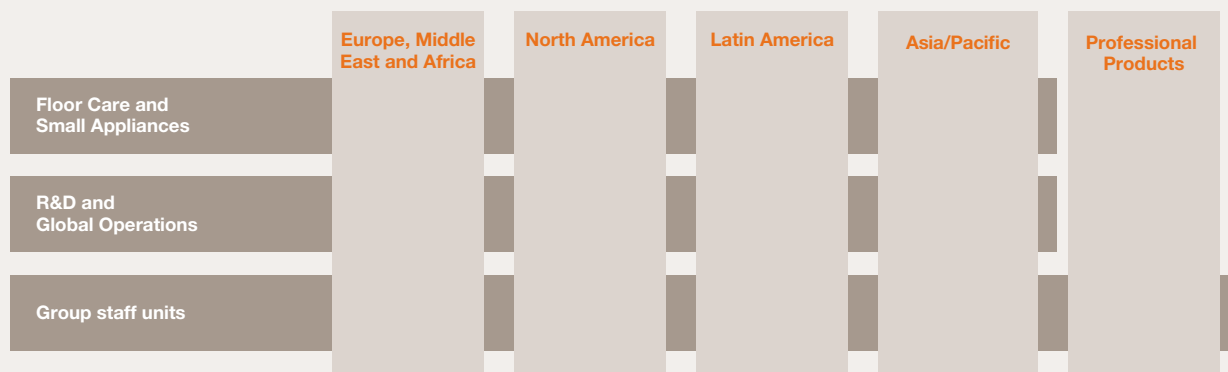 Europe, Middle
East and Africa
North America
Latin America
Asia/Pacific
Professional
Products
Floor Care and
Small Appliances
R&D and
Global Operations
Group staff units